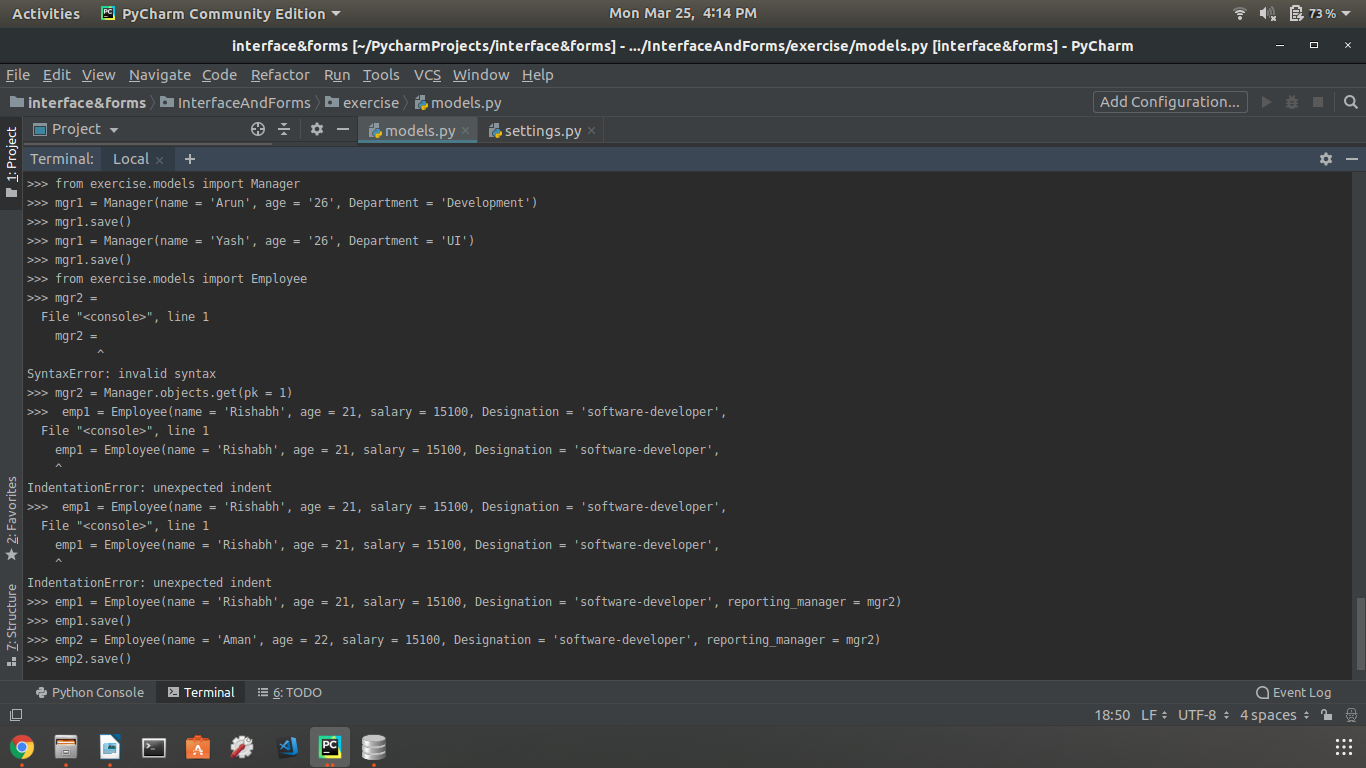 Activities PyCharm Community Edition Mon Mar 25, 4:14 PM 73 %
interface&forms [~/PycharmProjects/interface&forms] - .../InterfaceAndForms/exercise/models.py [interface&forms] - PyCharm
File Edit View Navigate Code Refactor Run Tools VCS Window Help
interface&forms InterfaceAndForms exercise models.py Add Configuration...
Project models.py settings.py
1: Project
Terminal: Local
>>> from exercise.models import Manager
>>> mgr1 = Manager(name = 'Arun', age = '26', Department = 'Development')
>>> mgr1.save()
>>> mgr1 = Manager(name = 'Yash', age = '26', Department = 'UI')
>>> mgr1.save()
>>> from exercise.models import Employee
>>> mgr2 =
  File "<console>", line 1
    mgr2 =
          ^
SyntaxError: invalid syntax
>>> mgr2 = Manager.objects.get(pk = 1)
>>>  emp1 = Employee(name = 'Rishabh', age = 21, salary = 15100, Designation = 'software-developer',
  File "<console>", line 1
    emp1 = Employee(name = 'Rishabh', age = 21, salary = 15100, Designation = 'software-developer',
    ^
IndentationError: unexpected indent
>>>  emp1 = Employee(name = 'Rishabh', age = 21, salary = 15100, Designation = 'software-developer',
  File "<console>", line 1
    emp1 = Employee(name = 'Rishabh', age = 21, salary = 15100, Designation = 'software-developer',
    ^
IndentationError: unexpected indent
>>> emp1 = Employee(name = 'Rishabh', age = 21, salary = 15100, Designation = 'software-developer', reporting_manager = mgr2)
>>> emp1.save()
>>> emp2 = Employee(name = 'Aman', age = 22, salary = 15100, Designation = 'software-developer', reporting_manager = mgr2)
>>> emp2.save()
2: Favorites
7: Structure
Python Console Terminal 6: TODO Event Log
18:50 LF UTF-8 4 spaces
PC